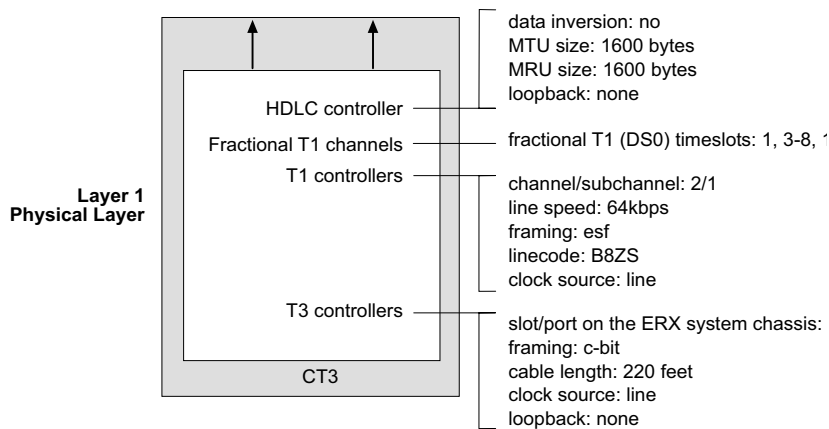 data inversion: no
MTU size: 1600 bytes
MRU size: 1600 bytes
loopback: none
HDLC controller
Fractional T1 channels
fractional T1 (DS0) timeslots: 1, 3-8, 1
T1 controllers
channel/subchannel: 2/1
line speed: 64kbps
framing: esf
linecode: B8ZS
clock source: line
Layer 1
Physical Layer
T3 controllers
slot/port on the ERX system chassis:
framing: c-bit
cable length: 220 feet
clock source: line
loopback: none
CT3